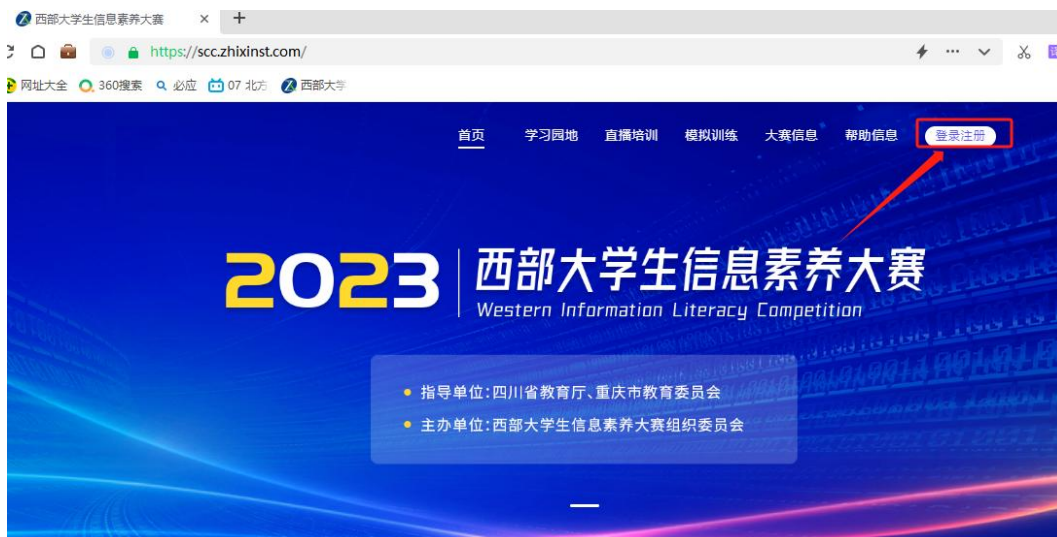 西部大学生信息素养大赛
https://scc.zhixinst.com/
网址大全 360搜索 必应 07 北方 西部大学
首页 学习园地 直播培训 模拟训练 大赛信息 帮助信息 登录注册
2023 西部大学生信息素养大赛
Western Information Literacy Competition
指导单位:四川省教育厅、重庆市教育委员会
主办单位:西部大学生信息素养大赛组织委员会